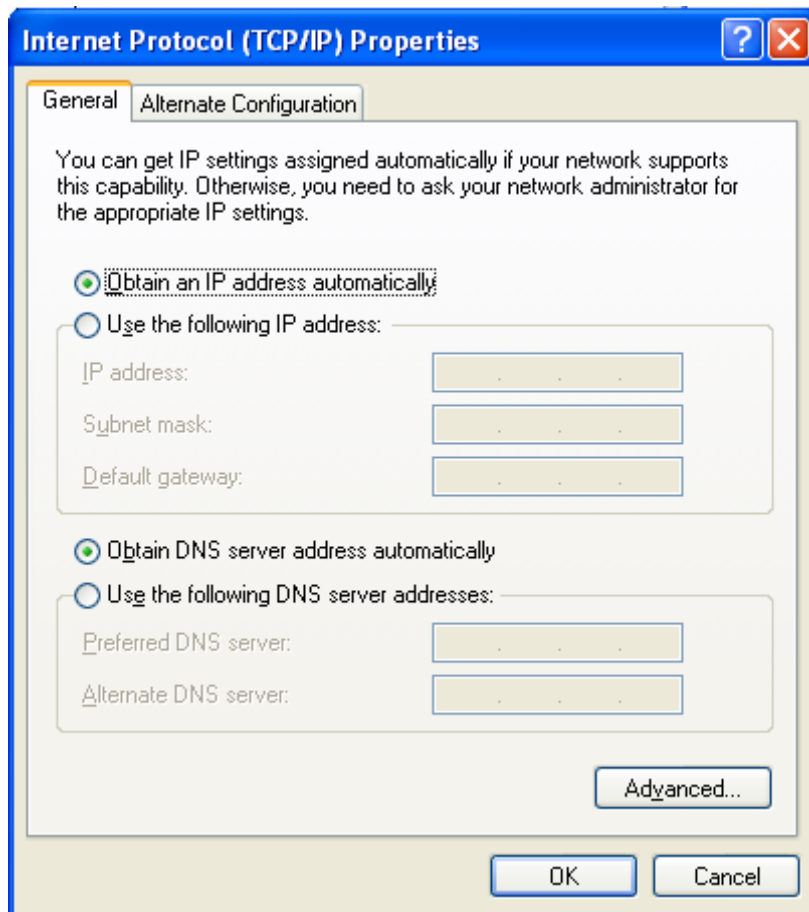 Internet Protocol (TCP/IP) Properties
?
General
Alternate Configuration
You can get IP settings assigned automatically if your network supports
this capability. Otherwise, you need to ask your network administrator for
the appropriate IP settings.
Obtain an IP address automatically
Use the following IP address:
IP address:
Subnet mask:
Default gateway:
Obtain DNS server address automatically
Use the following DNS server addresses:
Preferred DNS server:
Alternate DNS server:
Advanced...
OK
Cancel